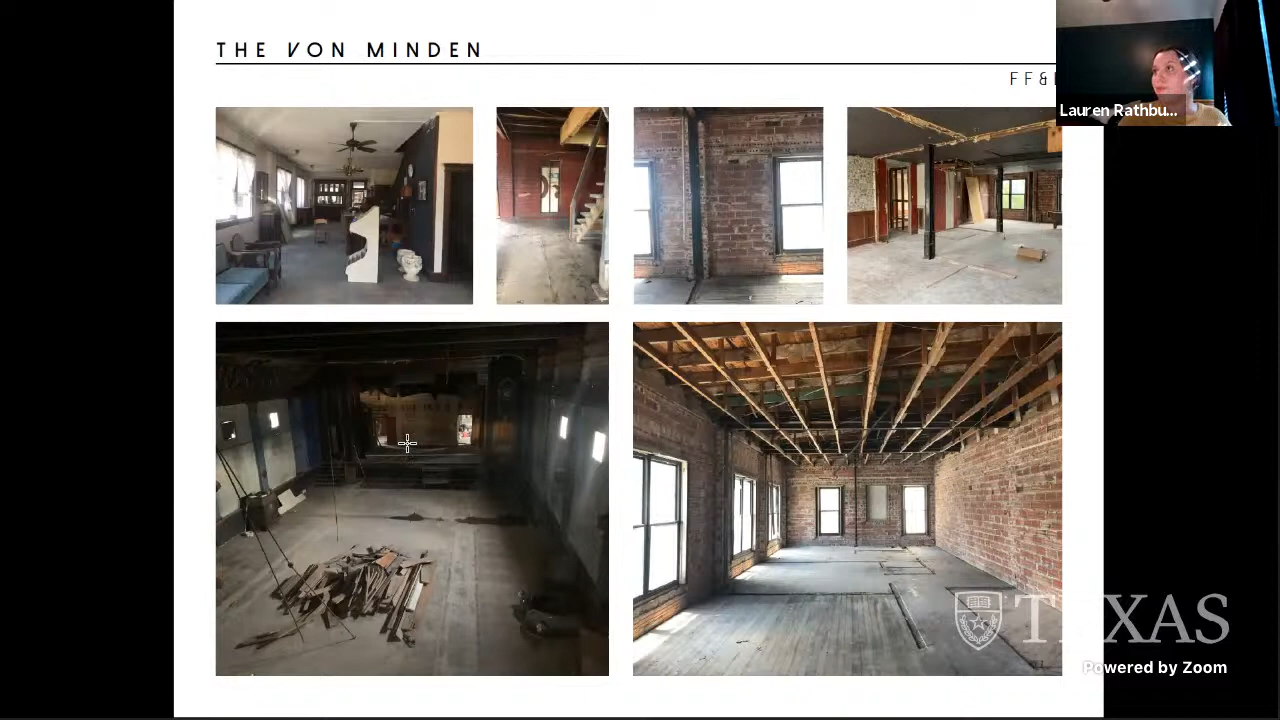 THE VON MINDEN
FF&
Lauren Rathbu...
TEXAS
Powered by Zoom